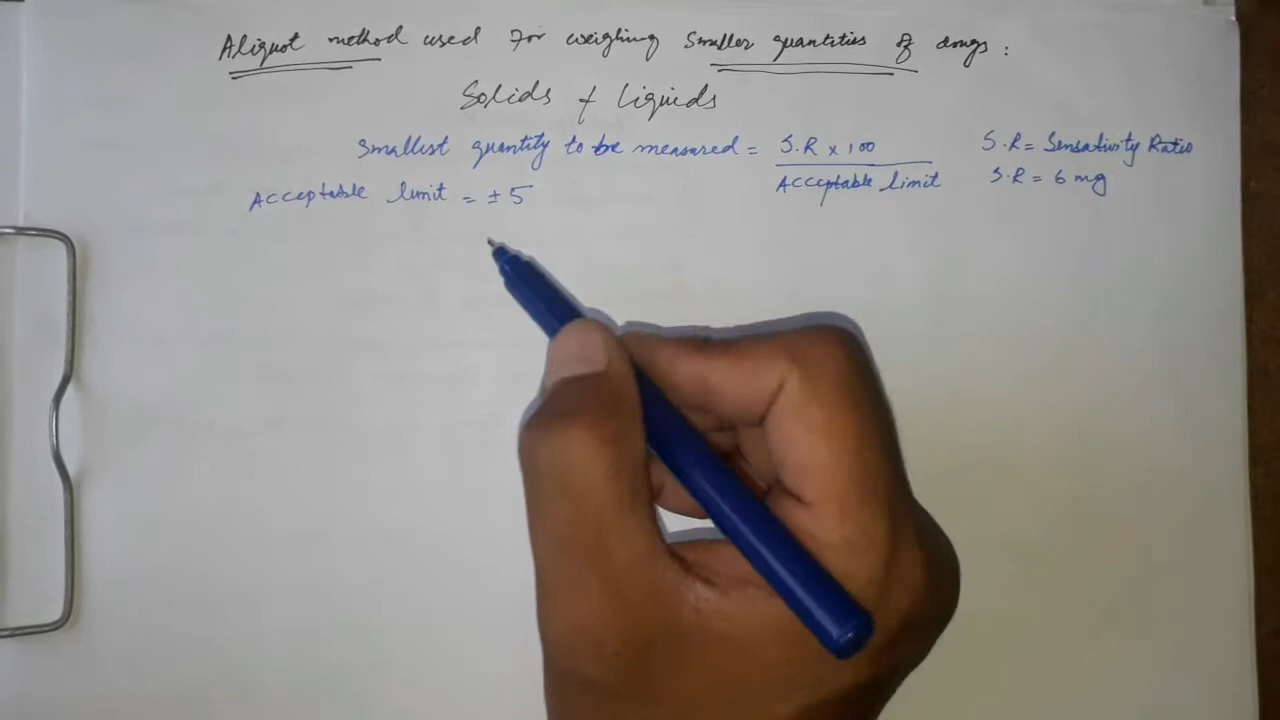 Aliquot method used For weighing Smaller quantities of drugs :
Solids & Liquids
Smallest quantity to be measured = S.R x 100 S.R = Sensativity Ratio
Acceptable limit S.R = 6 mg
Acceptable limit = ± 5